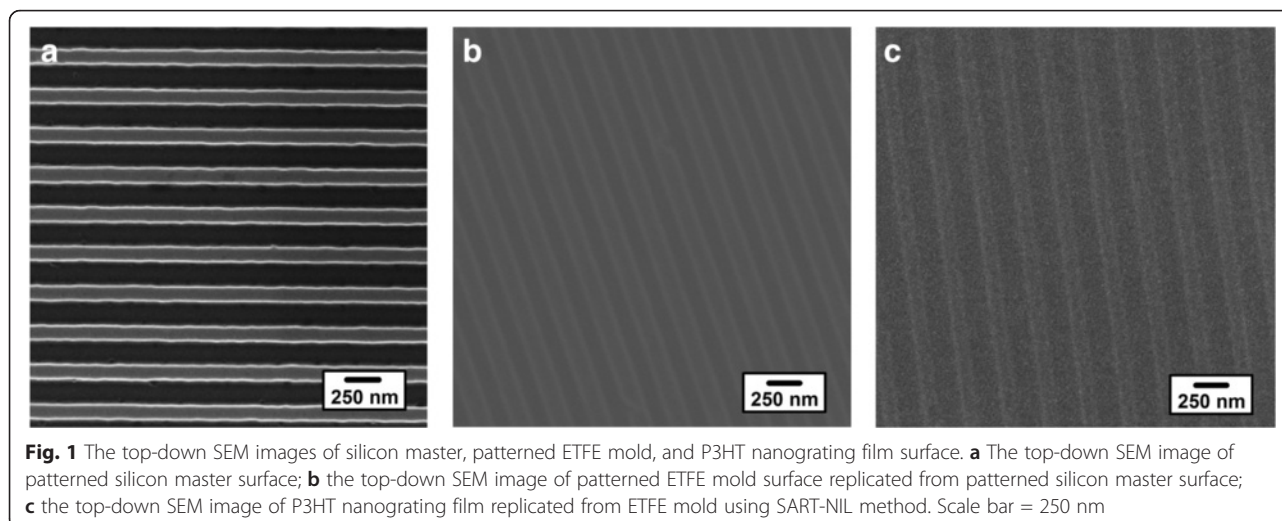 a
b
c
250 nm
250 nm
250 nm
Fig. 1 The top-down SEM images of silicon master, patterned ETFE mold, and P3HT nanograting film surface. a The top-down SEM image of
patterned silicon master surface; b the top-down SEM image of patterned ETFE mold surface replicated from patterned silicon master surface;
c the top-down SEM image of P3HT nanograting film replicated from ETFE mold using SART-NIL method. Scale bar = 250 nm